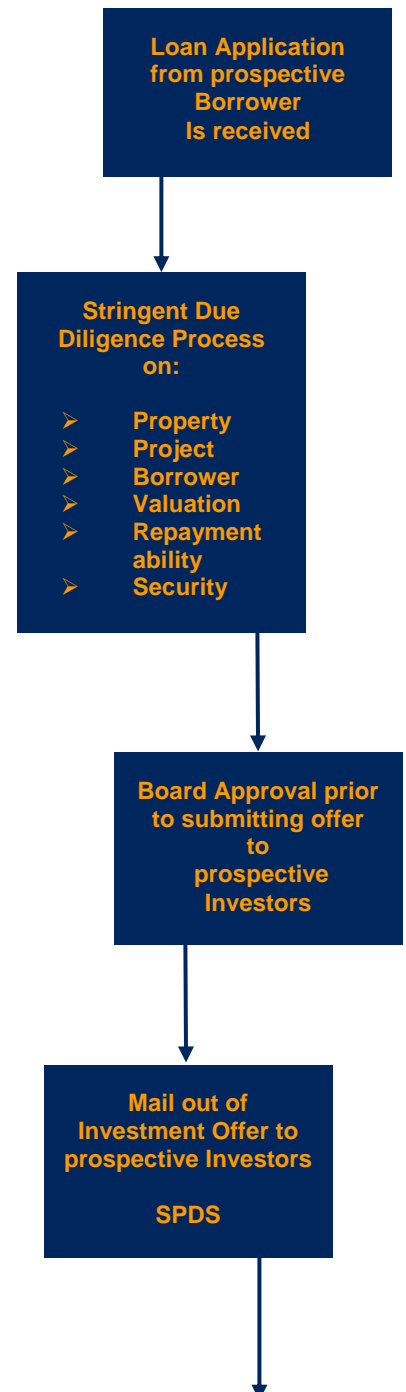 Loan Application
from prospective
Borrower
Is received
Stringent Due
Diligence Process
on:
➢ Property
➢ Project
➢ Borrower
➢ Valuation
➢ Repayment
ability
➢ Security
Board Approval prior
to submitting offer
to
prospective
Investors
Mail out of
Investment Offer to
prospective Investors
SPDS